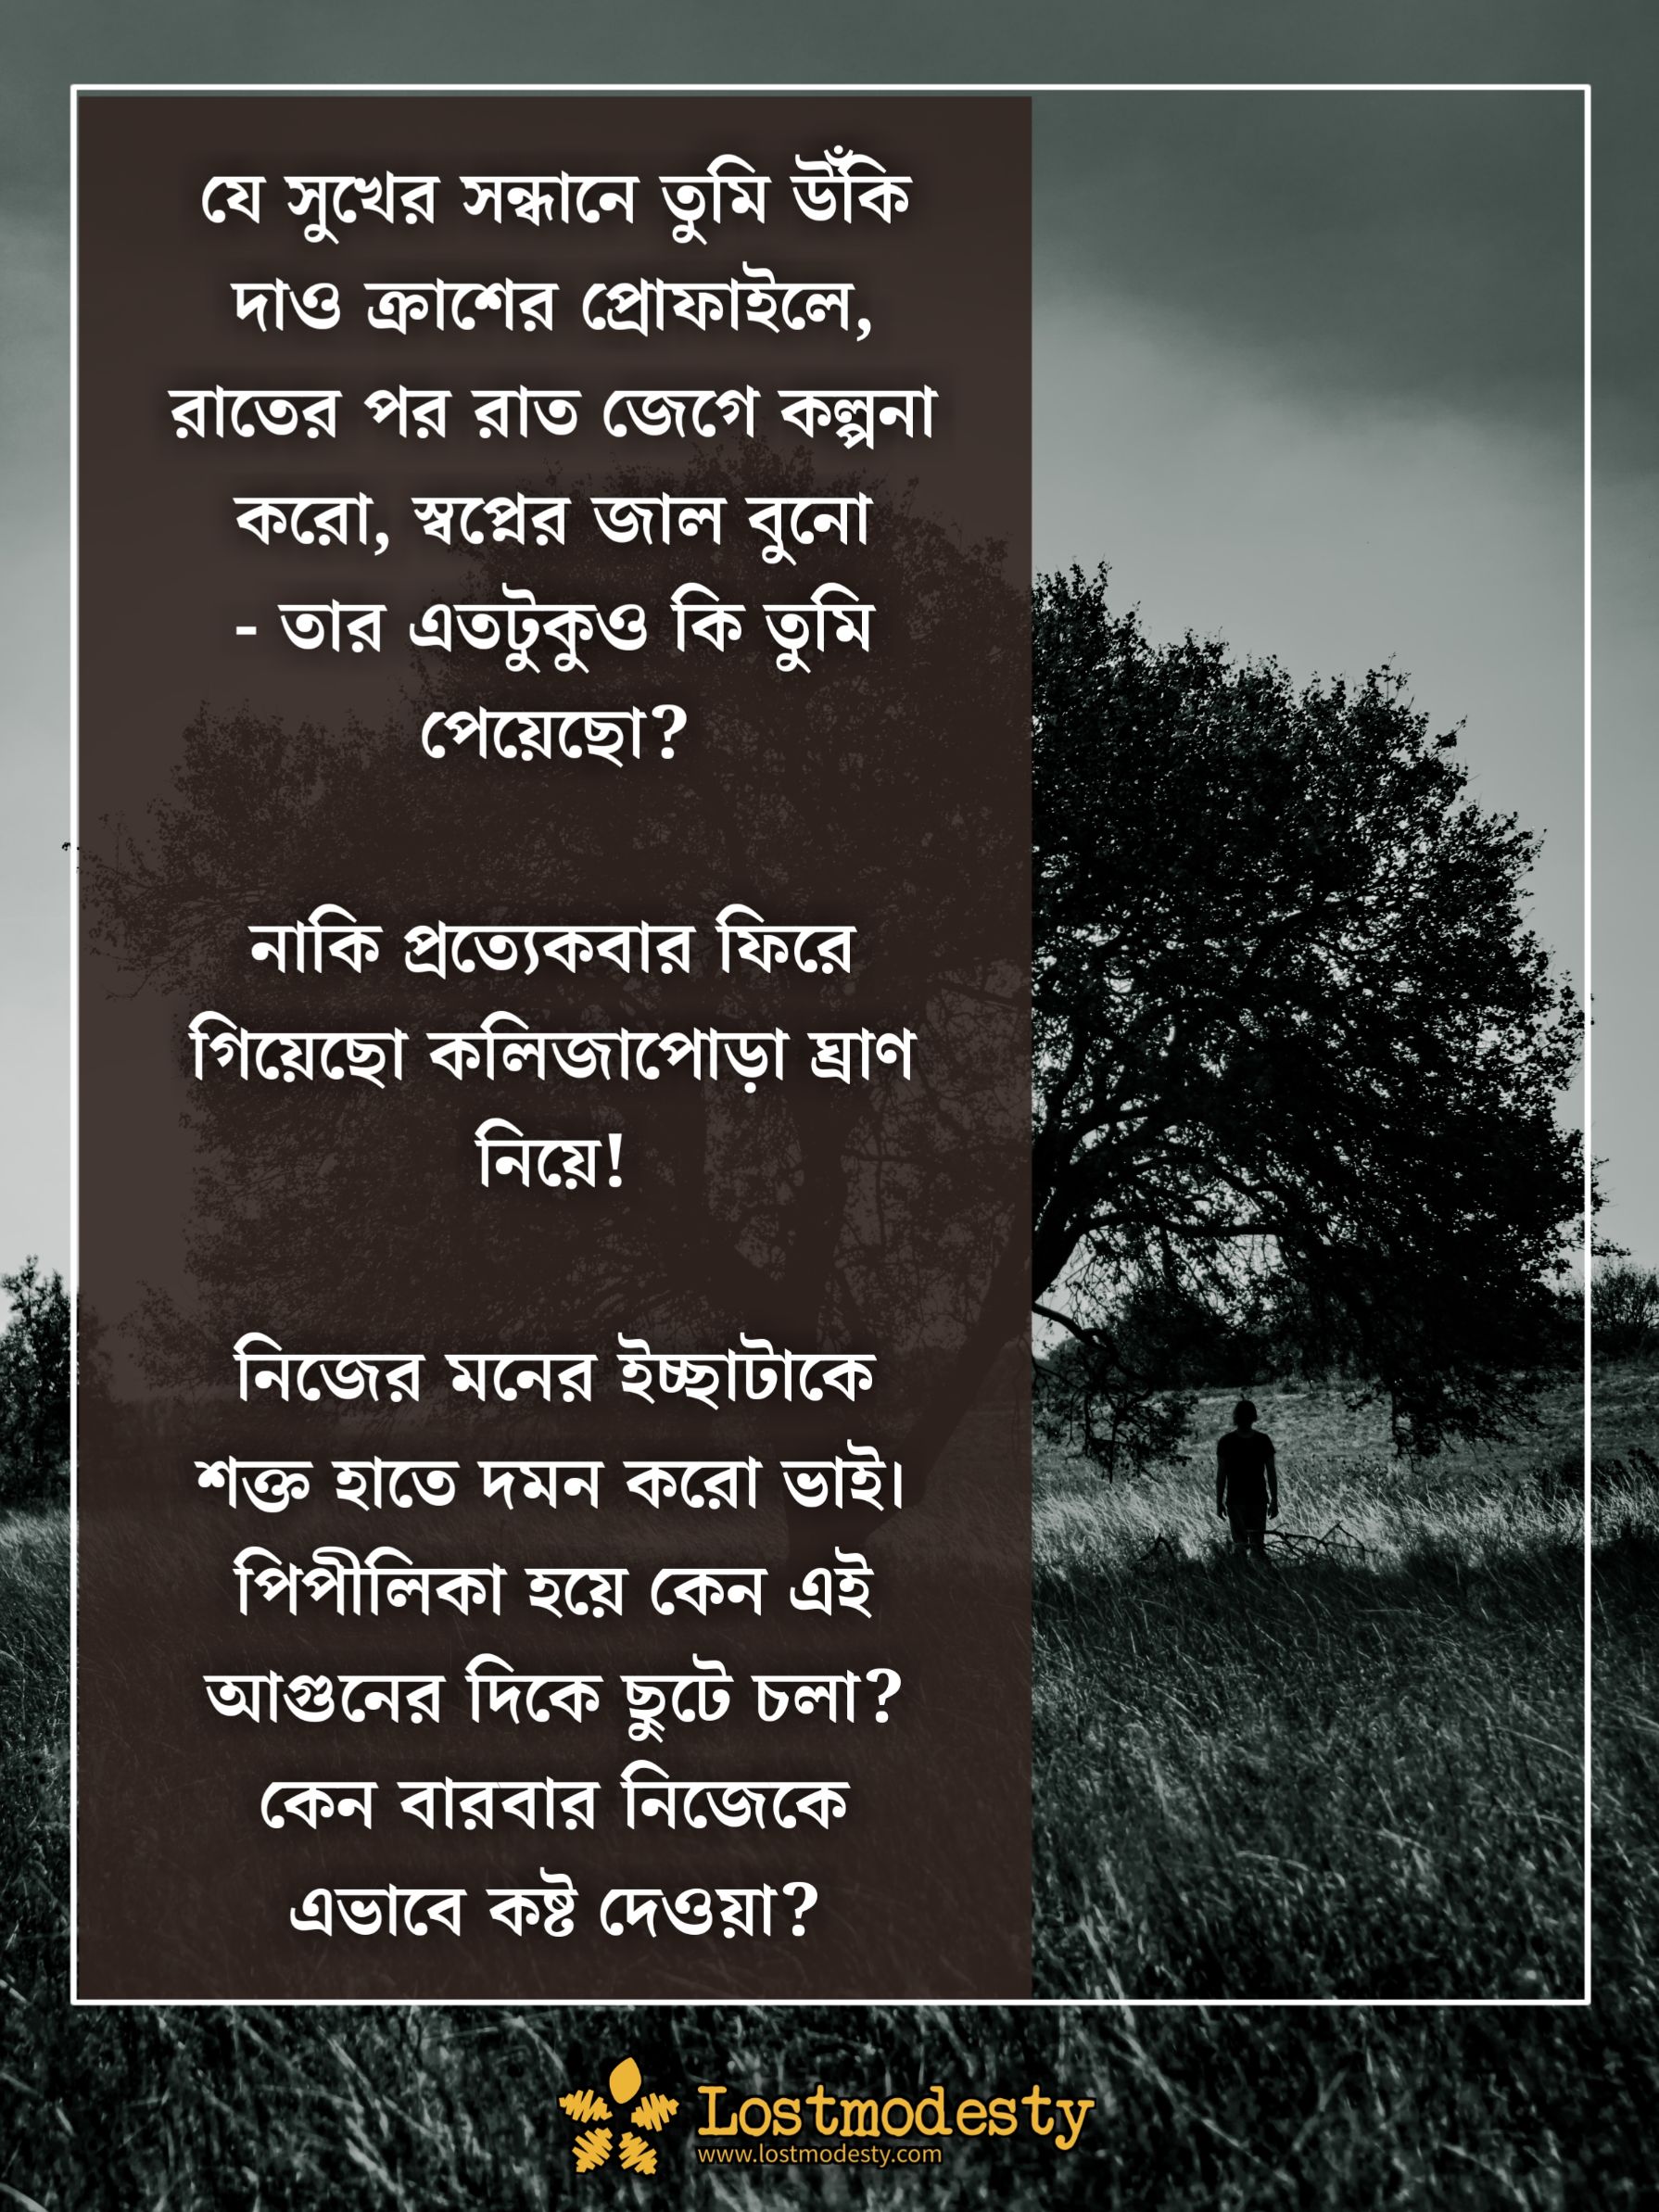 যে সুখের সন্ধানে তুমি উঁকি
দাও ক্রাশের প্রোফাইলে,
রাতের পর রাত জেগে কল্পনা
করো, স্বপ্নের জাল বুনো
- তার এতটুকুও কি তুমি
পেয়েছো?
নাকি প্রত্যেকবার ফিরে
গিয়েছো কলিজাপোড়া ঘ্রাণ
নিয়ে!
নিজের মনের ইচ্ছাটাকে
শক্ত হাতে দমন করো ভাই।
পিপীলিকা হয়ে কেন এই
আগুনের দিকে ছুটে চলা?
কেন বারবার নিজেকে
এভাবে কষ্ট দেওয়া?
Lostmodesty
www.lostmodesty.com